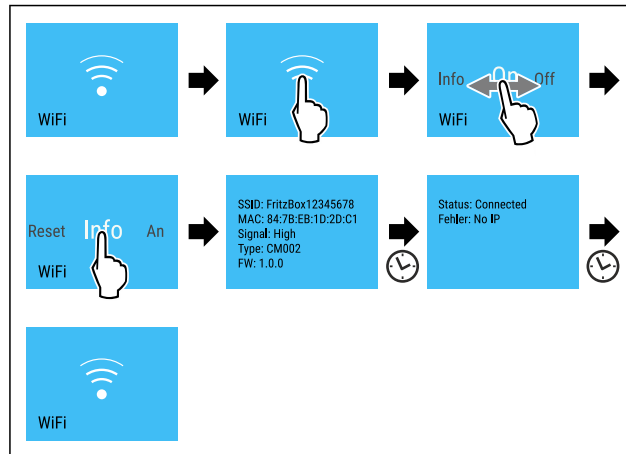 WiFi
WiFi
Info On Off
WiFi
Reset Info An
WiFi
SSID: FritzBox12345678
MAC: 84:7B:EB:1D:2D:C1
Signal: High
Type: CM002
FW: 1.0.0
Status: Connected
Fehler: No IP
WiFi